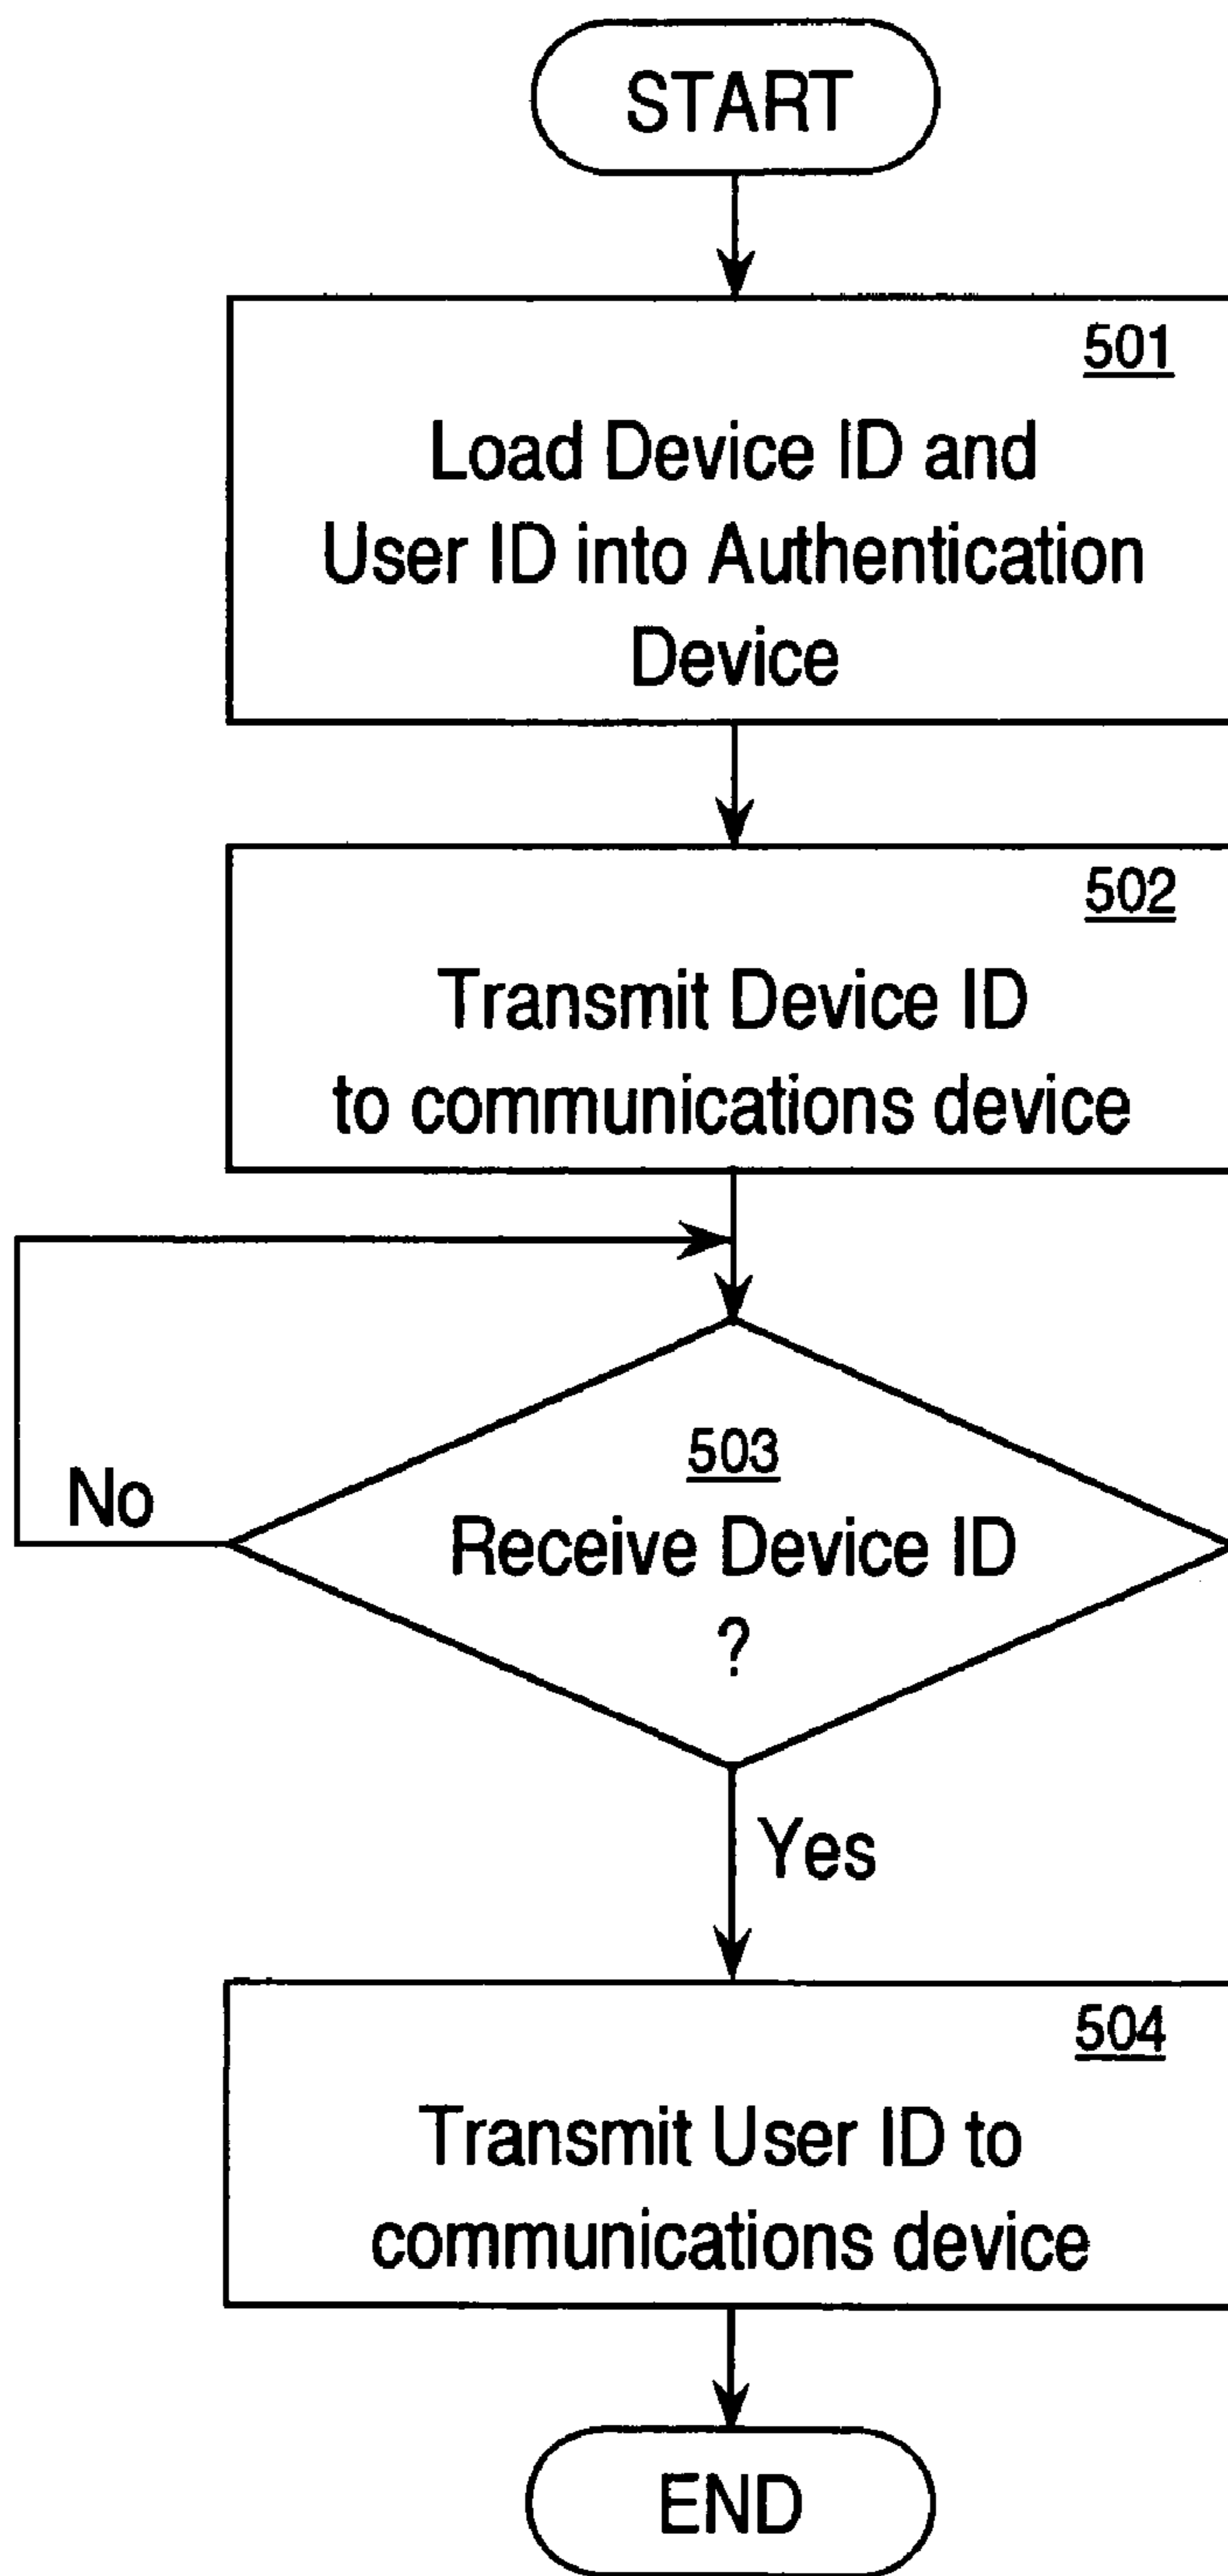 START
501
Load Device ID and
User ID into Authentication
Device
502
Transmit Device ID
to communications device
503
Receive Device ID
?
No
Yes
504
Transmit User ID to
communications device
END